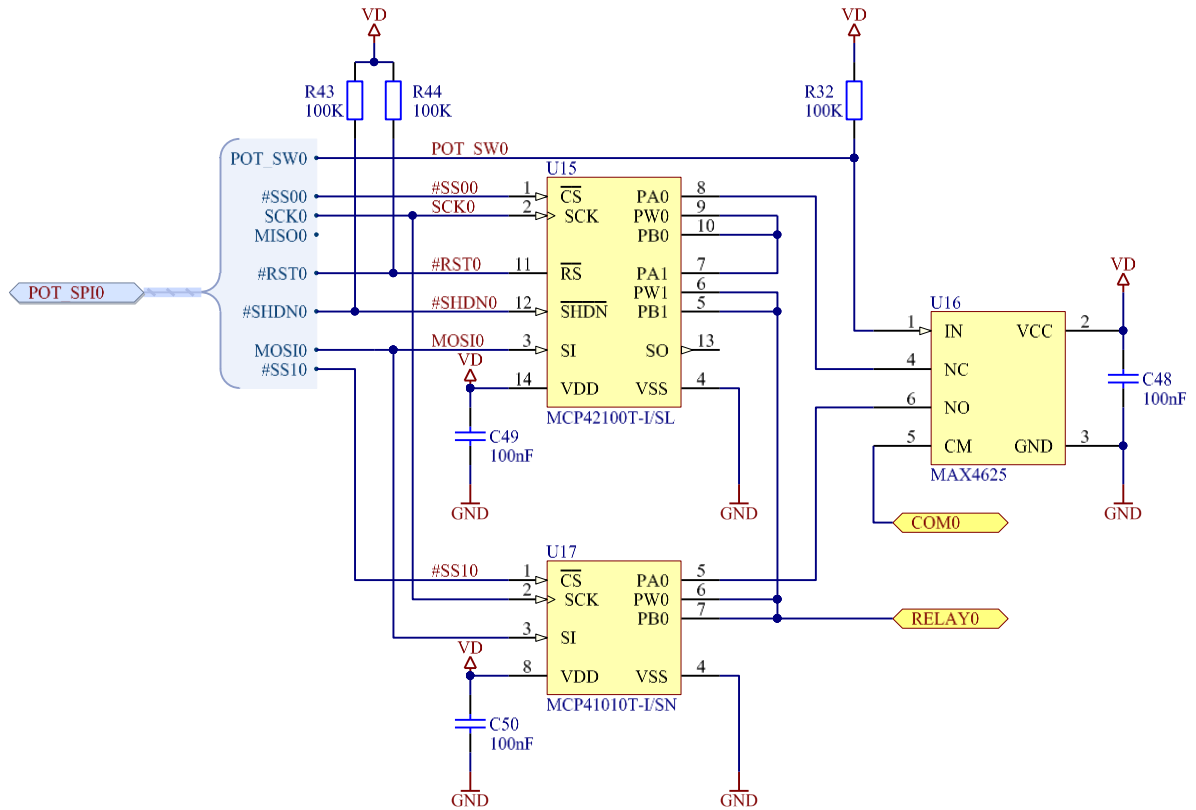 VD
VD
R43
100K
R44
100K
R32
100K
POT_SW0
POT_SW0
U15
#SS00
#SS00
1
CS
PA0
8
SCK0
SCK0
2
SCK
PW0
9
MISO0
PB0
10
#RST0
#RST0
11
RS
PA1
7
PW1
6
POT_SPI0
#SHDN0
#SHDN0
12
SHDN
PB1
5
MOSI0
MOSI0
3
SI
SO
13
#SS10
VD
14
VDD
VSS
4
MCP42100T-I/SL
C49
100nF
GND
GND
VD
U16
1
IN
VCC
2
4
NC
6
NO
5
CM
GND
3
MAX4625
C48
100nF
GND
COM0
U17
#SS10
1
CS
PA0
5
2
SCK
PW0
6
PB0
7
RELAY0
3
SI
VD
8
VDD
VSS
4
MCP41010T-I/SN
C50
100nF
GND
GND